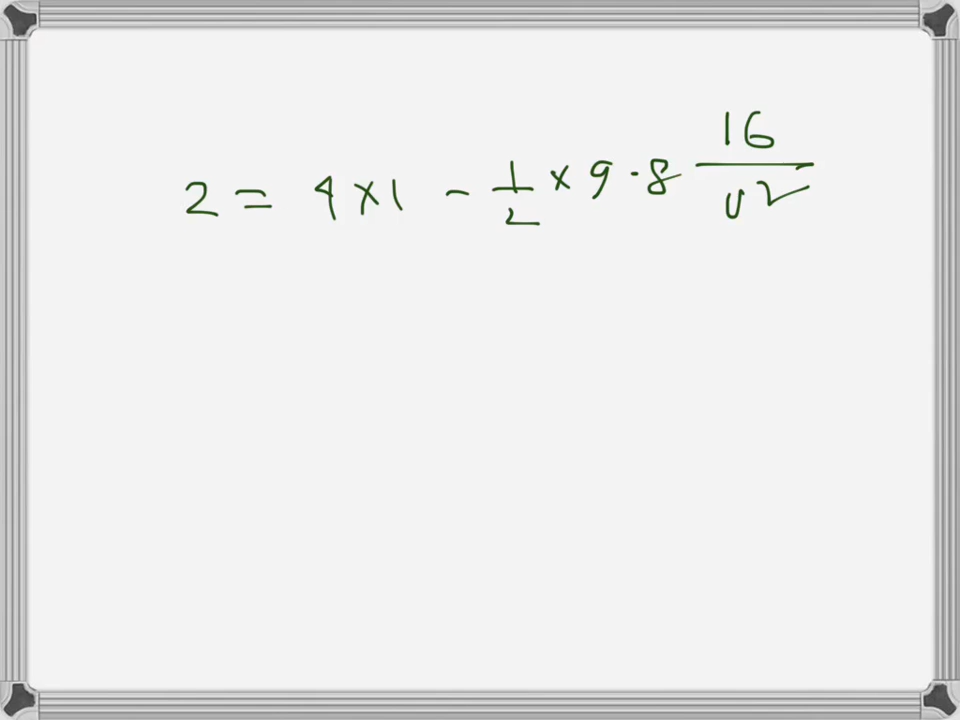 2 = 4 × 1 - 1/2 × 9.8 16/u²